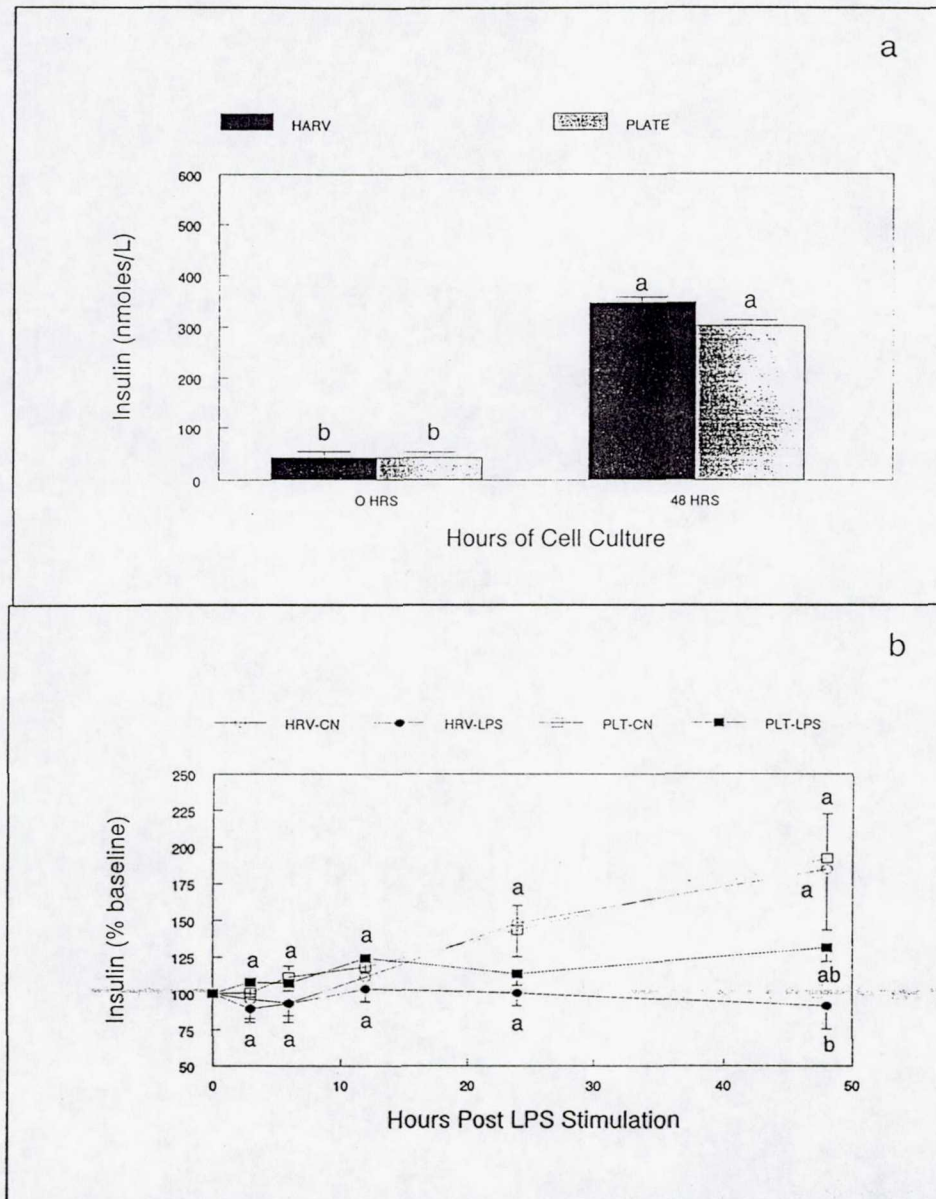 a
HARV PLATE
600
500
400
300
200
100
0
Insulin (nmoles/L)
b b a a
O HRS 48 HRS
Hours of Cell Culture
b
HRV-CN HRV-LPS PLT-CN PLT-LPS
250
225
200
175
150
125
100
75
50
Insulin (% baseline)
a a a a a
a
ab
a a a a b
0 10 20 30 40 50
Hours Post LPS Stimulation